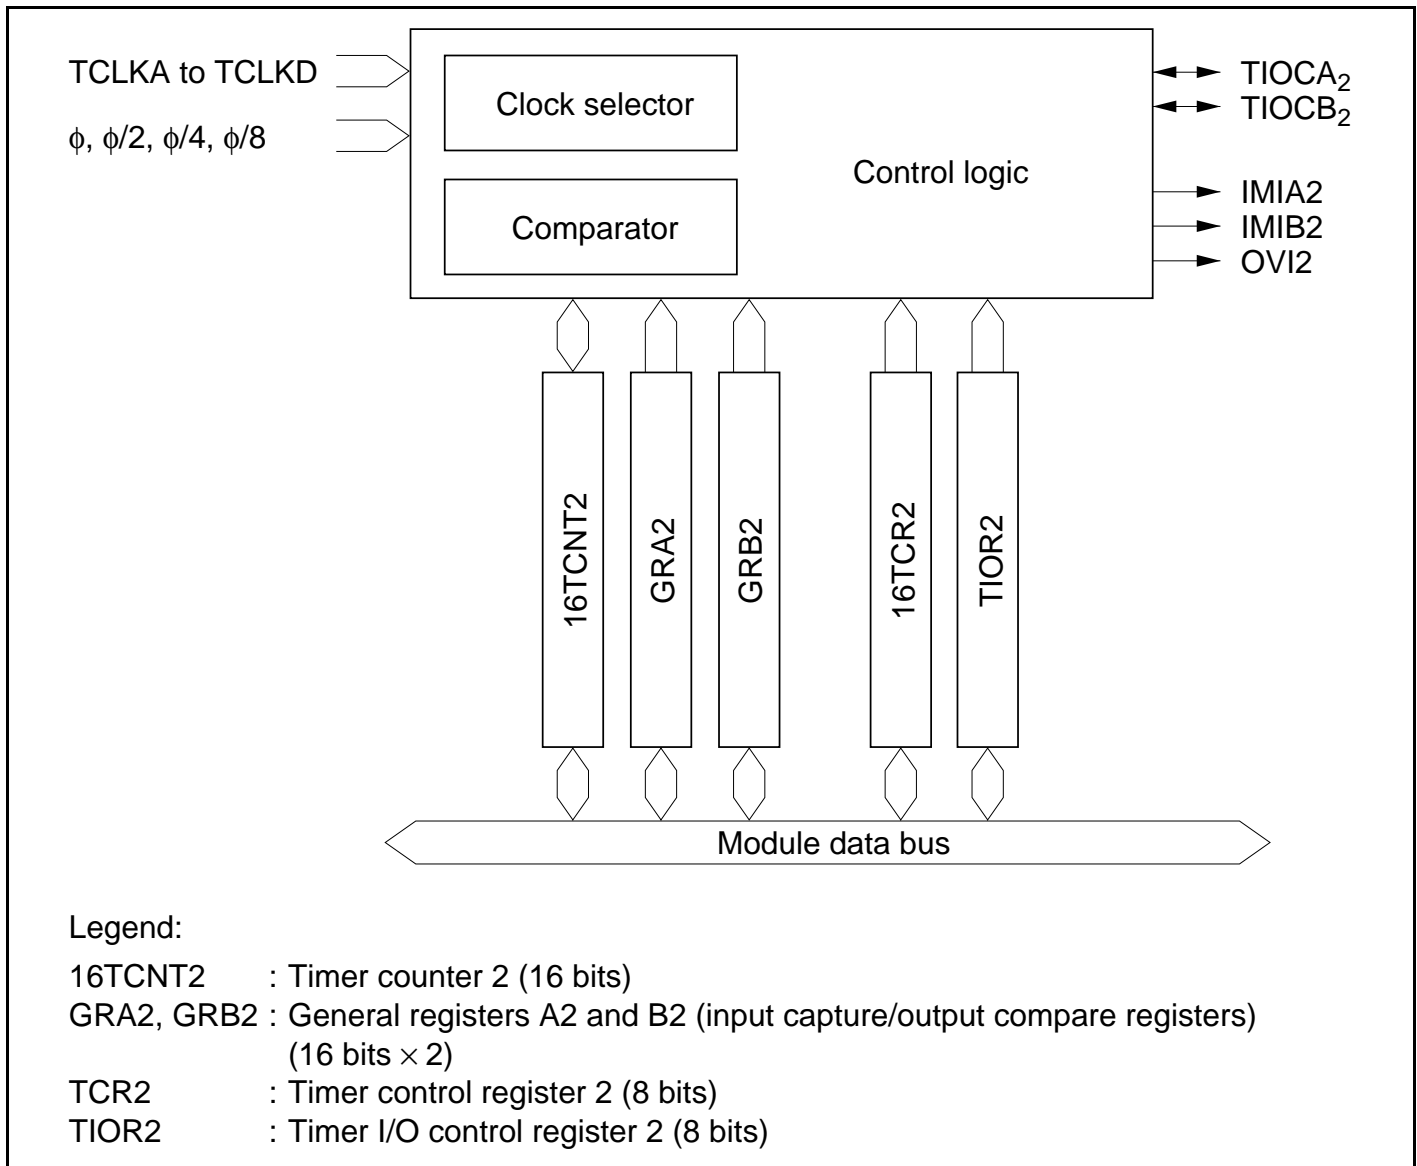 TCLKA to TCLKD
ϕ, ϕ/2, ϕ/4, ϕ/8
Clock selector
Comparator
Control logic
TIOCA2
TIOCB2
IMIA2
IMIB2
OVI2
16TCNT2
GRA2
GRB2
16TCR2
TIOR2
Module data bus
Legend:
16TCNT2 : Timer counter 2 (16 bits)
GRA2, GRB2 : General registers A2 and B2 (input capture/output compare registers)
(16 bits × 2)
TCR2 : Timer control register 2 (8 bits)
TIOR2 : Timer I/O control register 2 (8 bits)